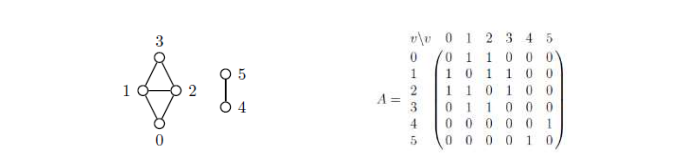 3
1
2
0
5
4
v\v 0 1 2 3 4 5
0 0 1 1 0 0 0
1 1 0 1 1 0 0
A = 2 1 1 0 1 0 0
3 0 1 1 0 0 0
4 0 0 0 0 0 1
5 0 0 0 0 1 0